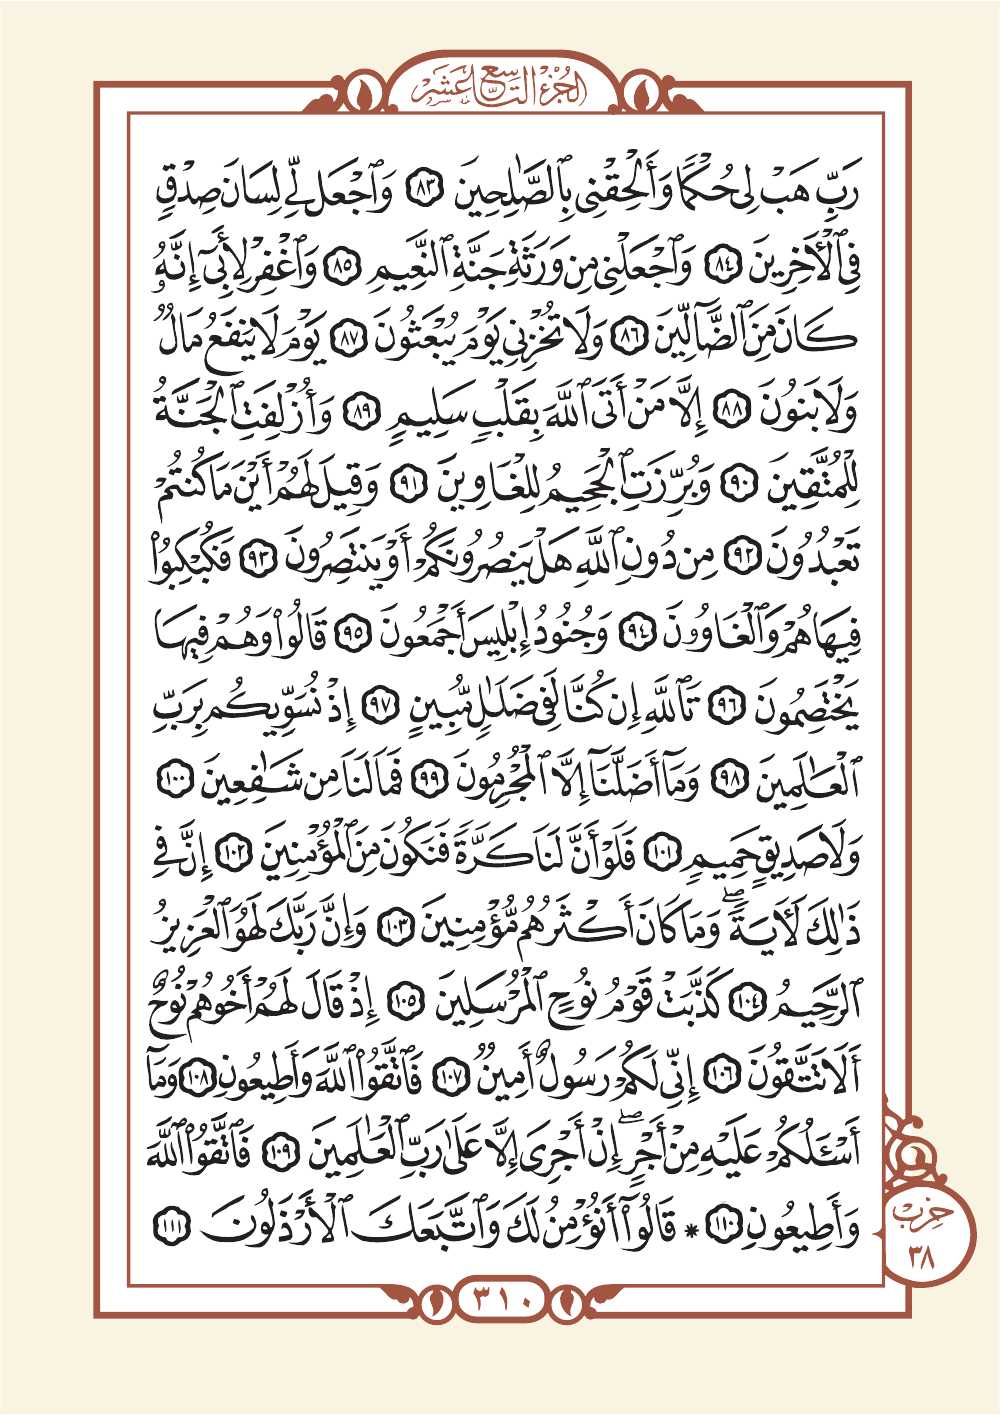 الجزء التاسع عشر
رَبِّ هَبْ لِى حُكْمًا وَأَلْحِقْنِى بِٱلصَّٰلِحِينَ ٨٣ وَٱجْعَل لِّى لِسَانَ صِدْقٍ
فِى ٱلْأَخِرِينَ ٨٤ وَٱجْعَلْنِى مِن وَرَثَةِ جَنَّةِ ٱلنَّعِيمِ ٨٥ وَٱغْفِرْ لِأَبِىٓ إِنَّهُۥ
كَانَ مِنَ ٱلضَّآلِّينَ ٨٦ وَلَا تُخْزِنِى يَوْمَ يُبْعَثُونَ ٨٧ يَوْمَ لَا يَنفَعُ مَالٌ
وَلَا بَنُونَ ٨٨ إِلَّا مَنْ أَتَى ٱللَّهَ بِقَلْبٍ سَلِيمٍ ٨٩ وَأُزْلِفَتِ ٱلْجَنَّةُ
لِلْمُتَّقِينَ ٩٠ وَبُرِّزَتِ ٱلْجَحِيمُ لِلْغَاوِينَ ٩١ وَقِيلَ لَهُمْ أَيْنَ مَا كُنتُمْ
تَعْبُدُونَ ٩٢ مِن دُونِ ٱللَّهِ هَلْ يَنصُرُونَكُمْ أَوْ يَنتَصِرُونَ ٩٣ فَكُبْكِبُوا۟
فِيهَا هُمْ وَٱلْغَاوُۥنَ ٩٤ وَجُنُودُ إِبْلِيسَ أَجْمَعُونَ ٩٥ قَالُوا۟ وَهُمْ فِيهَا
يَخْتَصِمُونَ ٩٦ تَٱللَّهِ إِن كُنَّا لَفِى ضَلَٰلٍ مُّبِينٍ ٩٧ إِذْ نُسَوِّيكُم بِرَبِّ
ٱلْعَٰلَمِينَ ٩٨ وَمَآ أَضَلَّنَآ إِلَّا ٱلْمُجْرِمُونَ ٩٩ فَمَا لَنَا مِن شَٰفِعِينَ ١٠٠
وَلَا صَدِيقٍ حَمِيمٍ ١٠١ فَلَوْ أَنَّ لَنَا كَرَّةً فَنَكُونَ مِنَ ٱلْمُؤْمِنِينَ ١٠٢ إِنَّ فِى
ذَٰلِكَ لَأَيَةً ۖ وَمَا كَانَ أَكْثَرُهُم مُّؤْمِنِينَ ١٠٣ وَإِنَّ رَبَّكَ لَهُوَ ٱلْعَزِيزُ
ٱلرَّحِيمُ ١٠٤ كَذَّبَتْ قَوْمُ نُوحٍ ٱلْمُرْسَلِينَ ١٠٥ إِذْ قَالَ لَهُمْ أَخُوهُمْ نُوحٌ
أَلَا تَتَّقُونَ ١٠٦ إِنِّى لَكُمْ رَسُولٌ أَمِينٌ ١٠٧ فَٱتَّقُوا۟ ٱللَّهَ وَأَطِيعُونِ ١٠٨ وَمَآ
أَسْـَٔلُكُمْ عَلَيْهِ مِنْ أَجْرٍ ۖ إِنْ أَجْرِىَ إِلَّا عَلَىٰ رَبِّ ٱلْعَٰلَمِينَ ١٠٩ فَٱتَّقُوا۟ ٱللَّهَ
وَأَطِيعُونِ ١١٠ * قَالُوٓا۟ أَنُؤْمِنُ لَكَ وَٱتَّبَعَكَ ٱلْأَرْذَلُونَ ١١١
حزب
٣٨
٣١٠